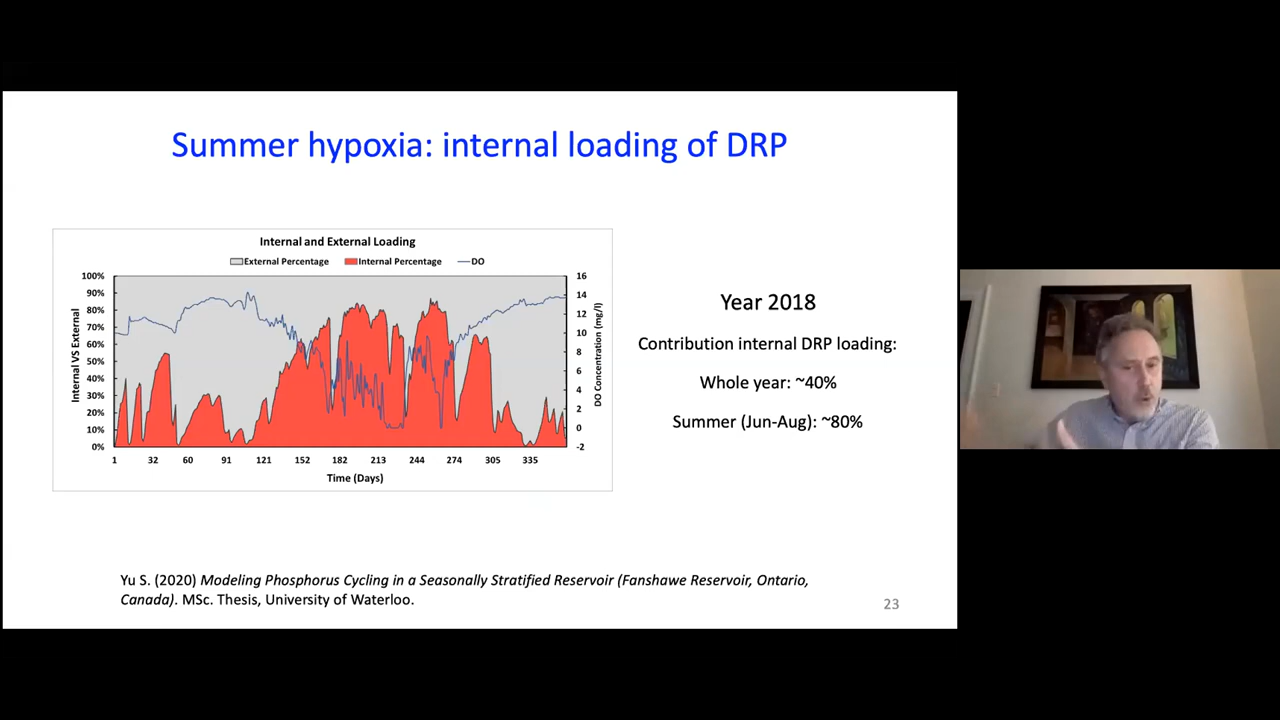 Summer hypoxia: internal loading of DRP
Internal and External Loading
External Percentage Internal Percentage DO
100%
90%
80%
70%
60%
50%
40%
30%
20%
10%
0%
Internal VS External
16
14
12
10
8
6
4
2
0
-2
DO Concentration (mg/l)
1 32 60 91 121 152 182 213 244 274 305 335
Time (Days)
Year 2018
Contribution internal DRP loading:
Whole year: ~40%
Summer (Jun-Aug): ~80%
Yu S. (2020) Modeling Phosphorus Cycling in a Seasonally Stratified Reservoir (Fanshawe Reservoir, Ontario,
Canada). MSc. Thesis, University of Waterloo.
23